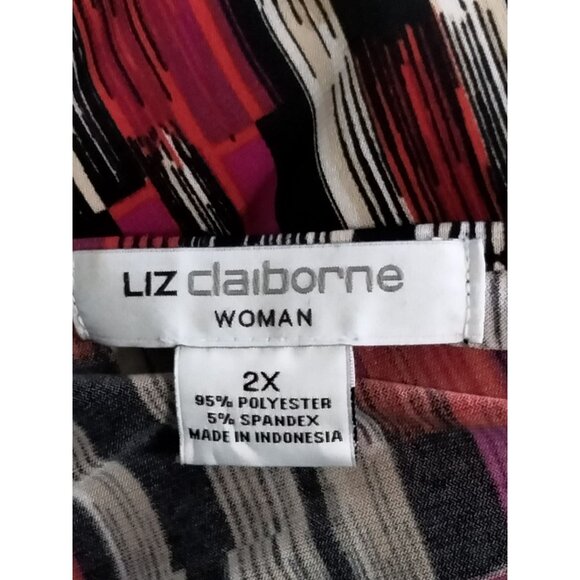 LIZ claiborne
WOMAN
2X
95% POLYESTER
5% SPANDEX
MADE IN INDONESIA